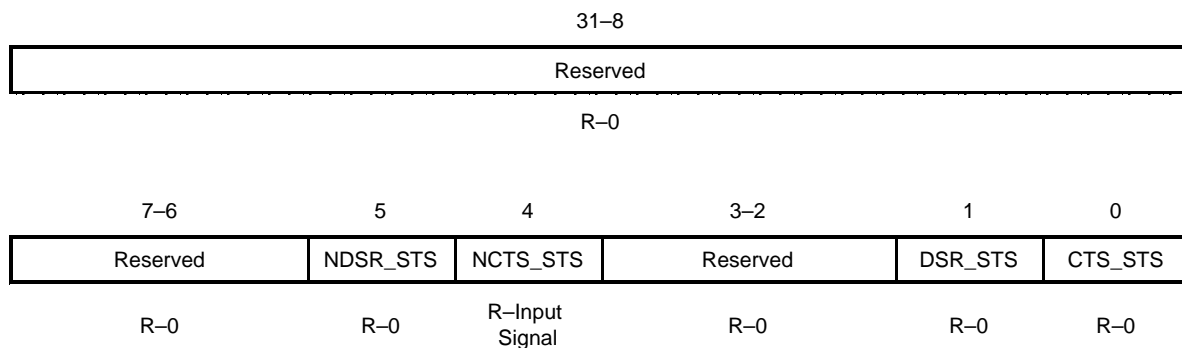 31–8
Reserved
R–0
7–6 5 4 3–2 1 0
Reserved NDSR_STS NCTS_STS Reserved DSR_STS CTS_STS
R–0 R–0 R–Input Signal R–0 R–0 R–0